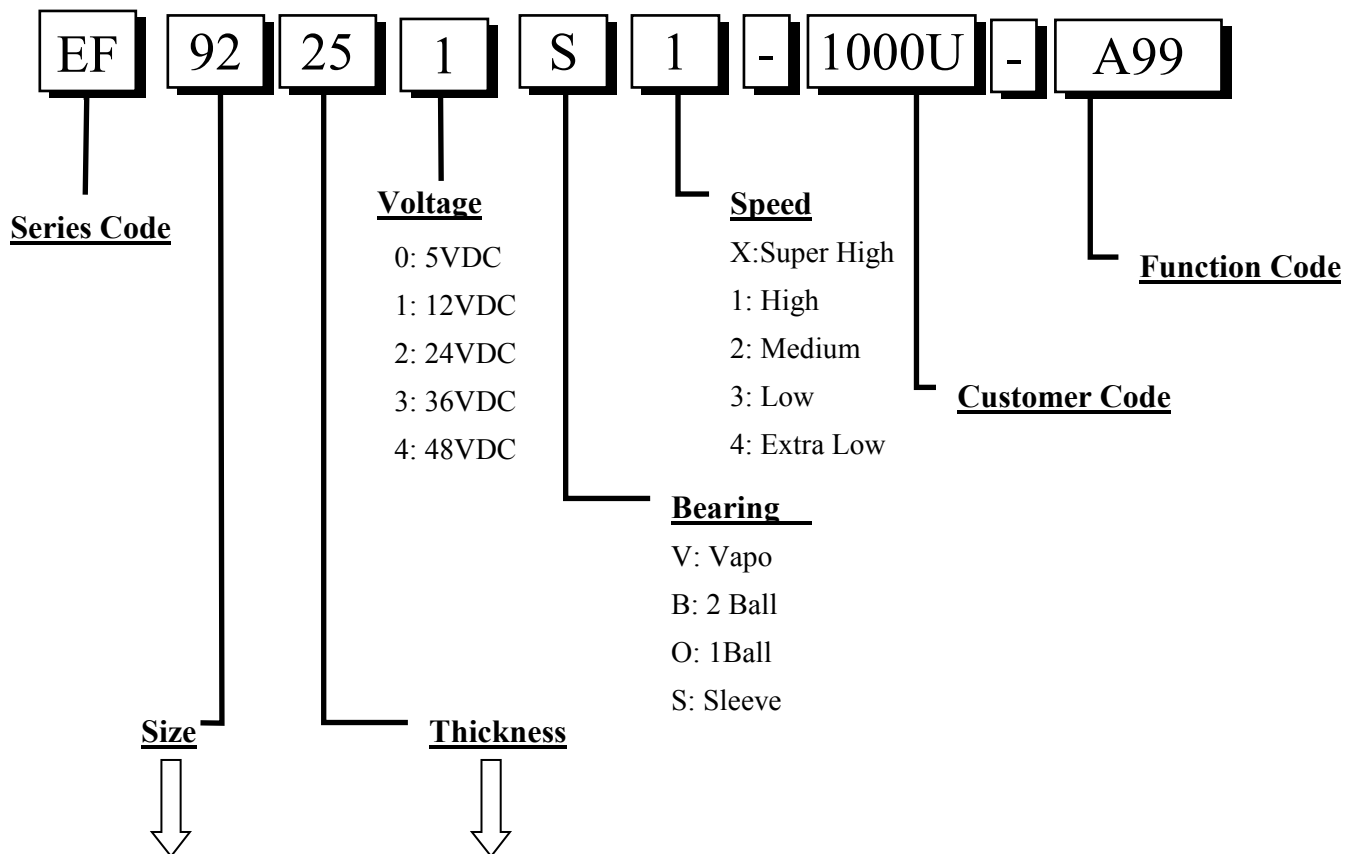 EF 92 25 1 S 1 - 1000U - A99
Series Code
Voltage
0: 5VDC
1: 12VDC
2: 24VDC
3: 36VDC
4: 48VDC
Speed
X:Super High
1: High
2: Medium
3: Low
4: Extra Low
Function Code
Customer Code
Bearing
V: Vapo
B: 2 Ball
O: 1Ball
S: Sleeve
Size
Thickness